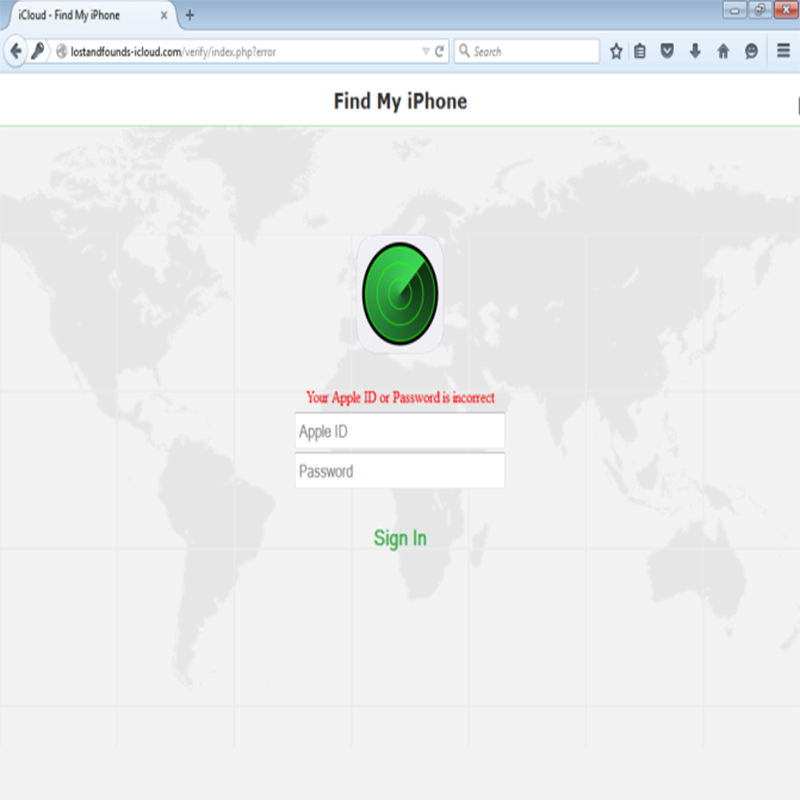 iCloud - Find My iPhone
lostandfounds-icloud.com/verify/index.php?error
Search
Find My iPhone
Your Apple ID or Password is incorrect
Apple ID
Password
Sign In